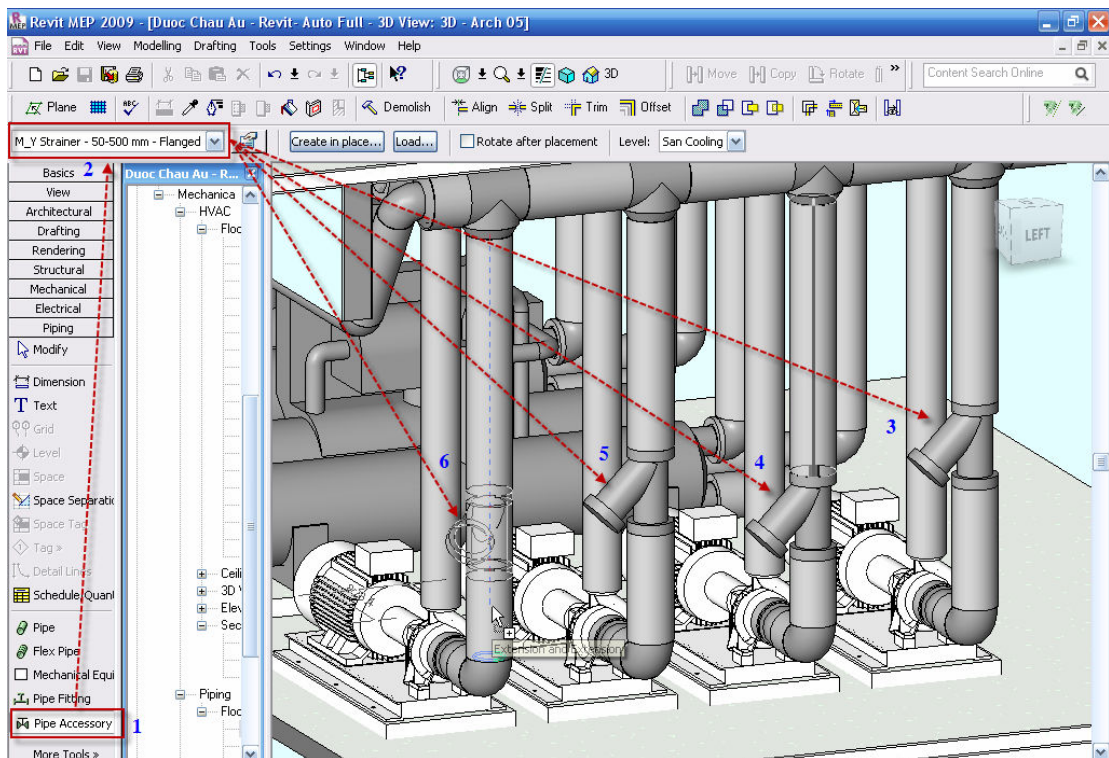 Revit MEP 2009 - [Duoc Chau Au - Revit- Auto Full - 3D View: 3D - Arch 05]
File Edit View Modelling Drafting Tools Settings Window Help
3D Move Copy Rotate Content Search Online
Plane Demolish Align Split Trim Offset
M_Y Strainer - 50-500 mm - Flanged Create in place... Load... Rotate after placement Level: San Cooling
Basics 2 Duoc Chau Au - R...
View Mechanica
Architectural HVAC
Drafting Floo
Rendering
Structural
Mechanical
Electrical
Piping
Modify
Dimension
Text
Grid
Level
Space
Space Separatio
Space Tag
Tag »
Detail Lines
Schedule/Quant
Pipe
Flex Pipe
Mechanical Equi
Pipe Fitting
Pipe Accessory 1
More Tools »
Ceili
3D V
Elev
Sec
Piping
Floo
LEFT
3
4
5
6
Extension and Extension